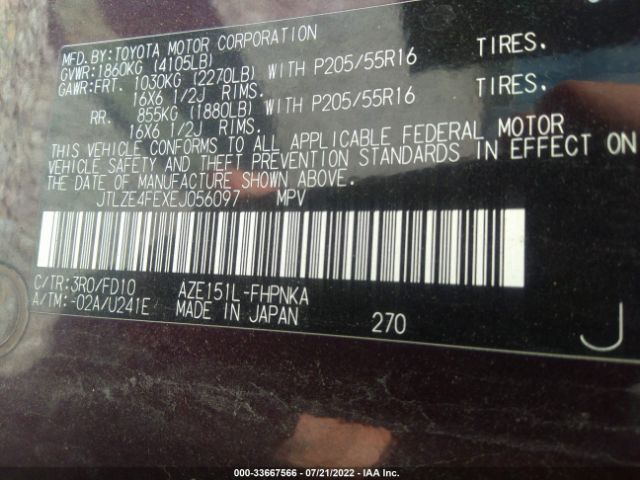 MFD.BY:TOYOTA MOTOR CORPORATION
GVWR:1860KG (4105LB)
GAWR:FRT. 1030KG (2270LB) WITH P205/55R16 TIRES.
16X6 1/2J RIMS.
RR. 855KG (1880LB) WITH P205/55R16 TIRES.
16X6 1/2J RIMS.
THIS VEHICLE CONFORMS TO ALL APPLICABLE FEDERAL MOTOR
VEHICLE SAFETY AND THEFT PREVENTION STANDARDS IN EFFECT ON
THE DATE OF MANUFACTURE SHOWN ABOVE.
JTLZE4FEXEJ056097 MPV
C/TR:3R0/FD10 AZE151L-FHPNKA
A/TM:-02A/U241E MADE IN JAPAN 270 J
000-33667566 - 07/21/2022 - IAA Inc.